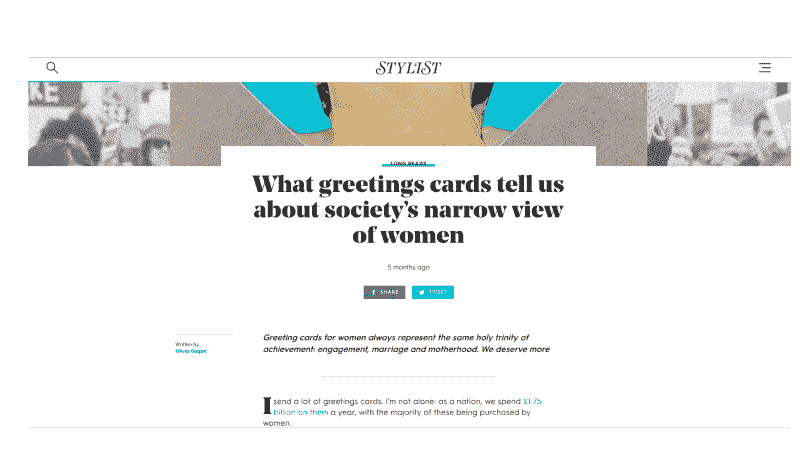 STYLIST
RE
LONG READS
What greetings cards tell us
about society's narrow view
of women
5 months ago
SHARE
TWEET
Written by
Olivia Gagan
Greeting cards for women always represent the same holy trinity of
achievement: engagement, marriage and motherhood. We deserve more
I send a lot of greetings cards. I'm not alone: as a nation, we spend £1.75
billion on them a year, with the majority of these being purchased by
women.